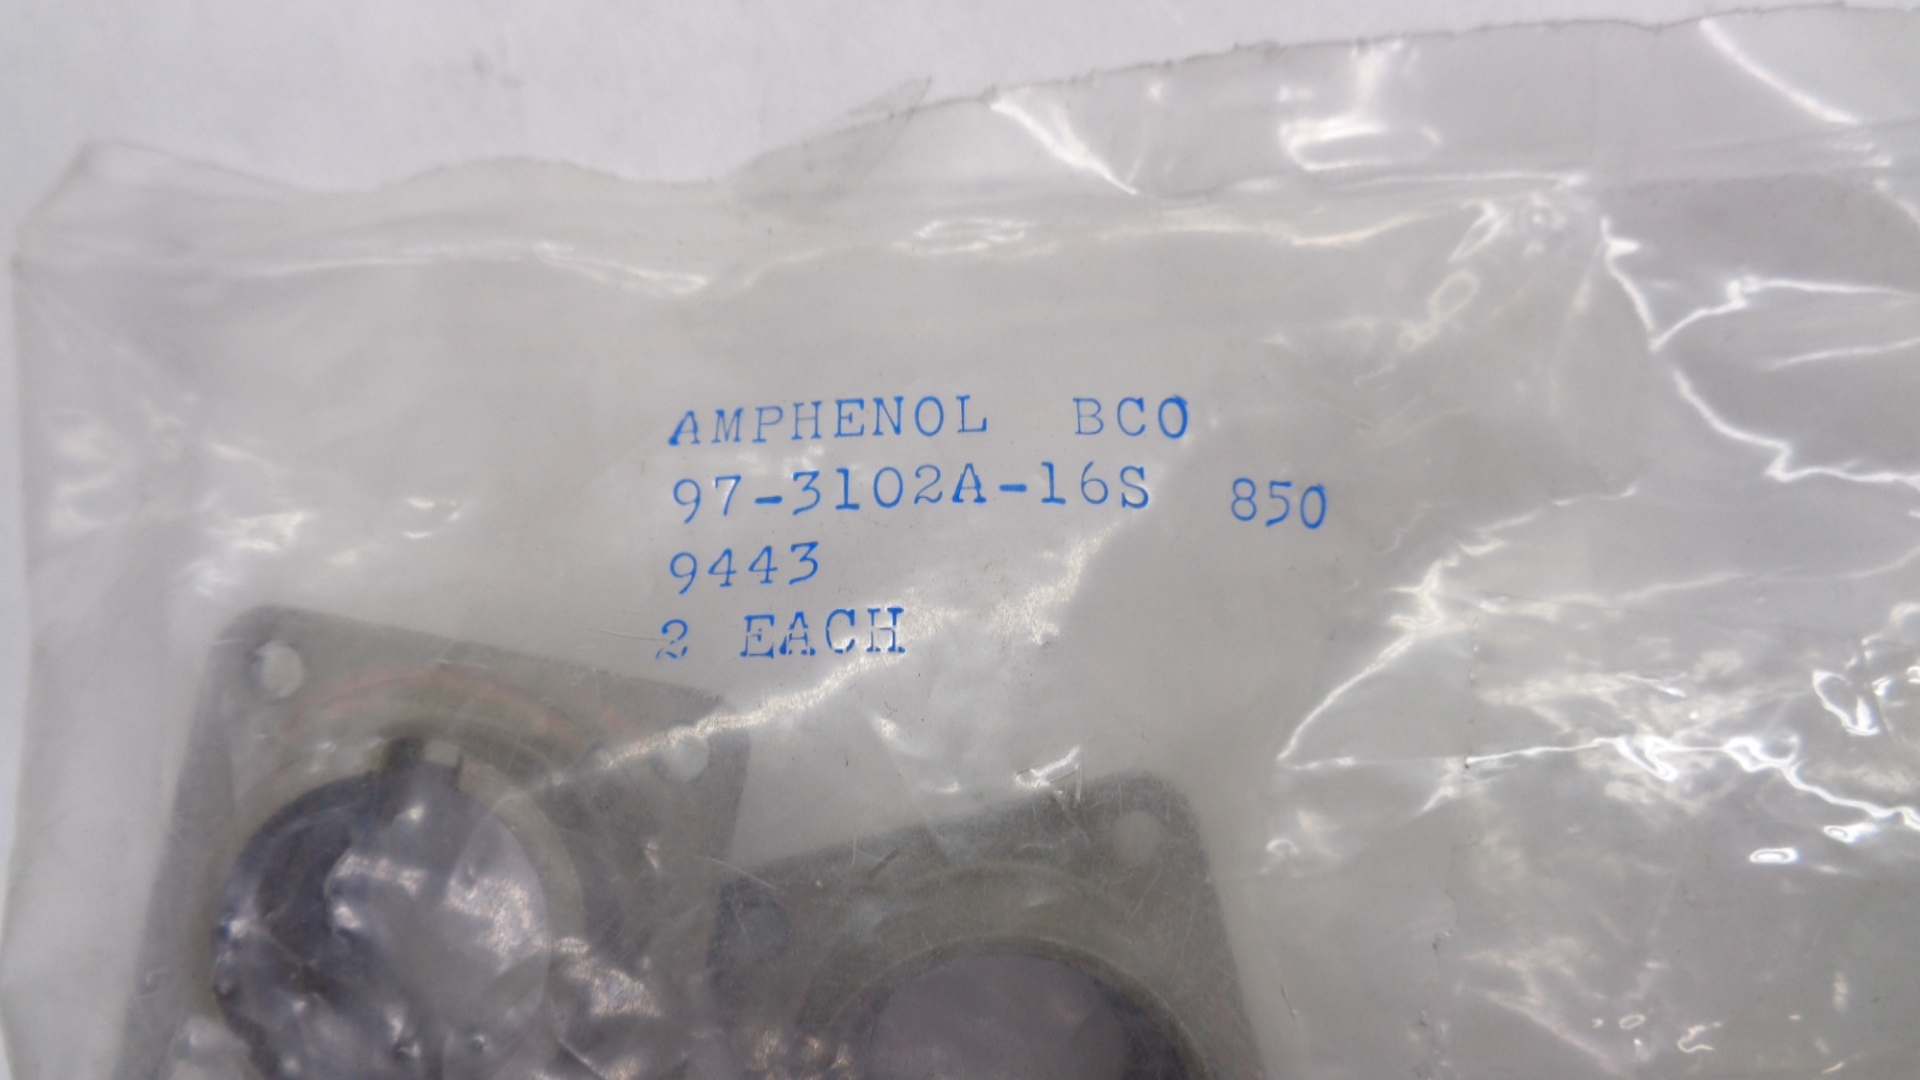 AMPHENOL BCO
97-3102A-16S 850
9443
2 EACH